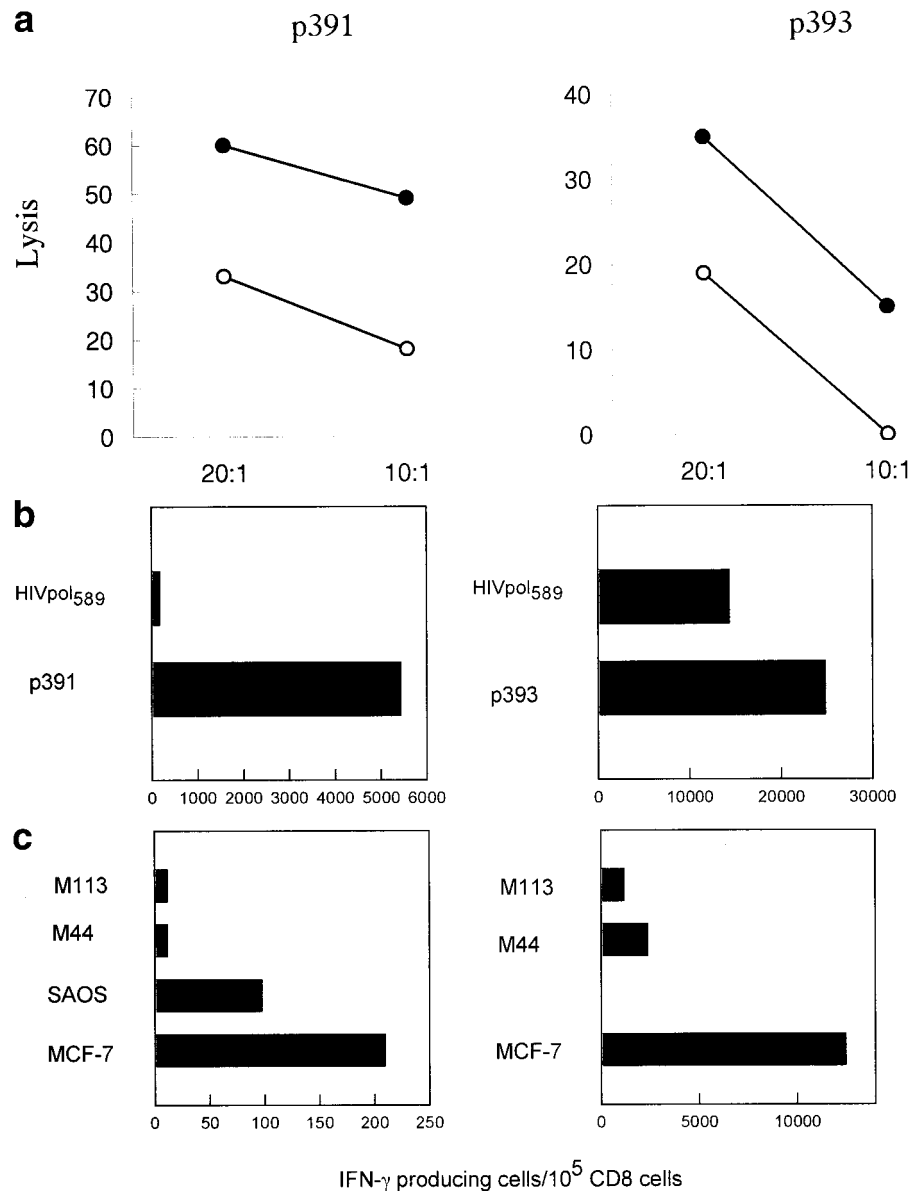 a
p391
p393
70
60
50
40
30
20
10
0
Lysis
20:1
10:1
40
30
20
10
0
20:1
10:1
b
HIVpol589
p391
0 1000 2000 3000 4000 5000 6000
HIVpol589
p393
0 10000 20000 30000
c
M113
M44
SAOS
MCF-7
0 50 100 150 200 250
M113
M44
MCF-7
0 5000 10000
IFN-γ producing cells/10^5 CD8 cells